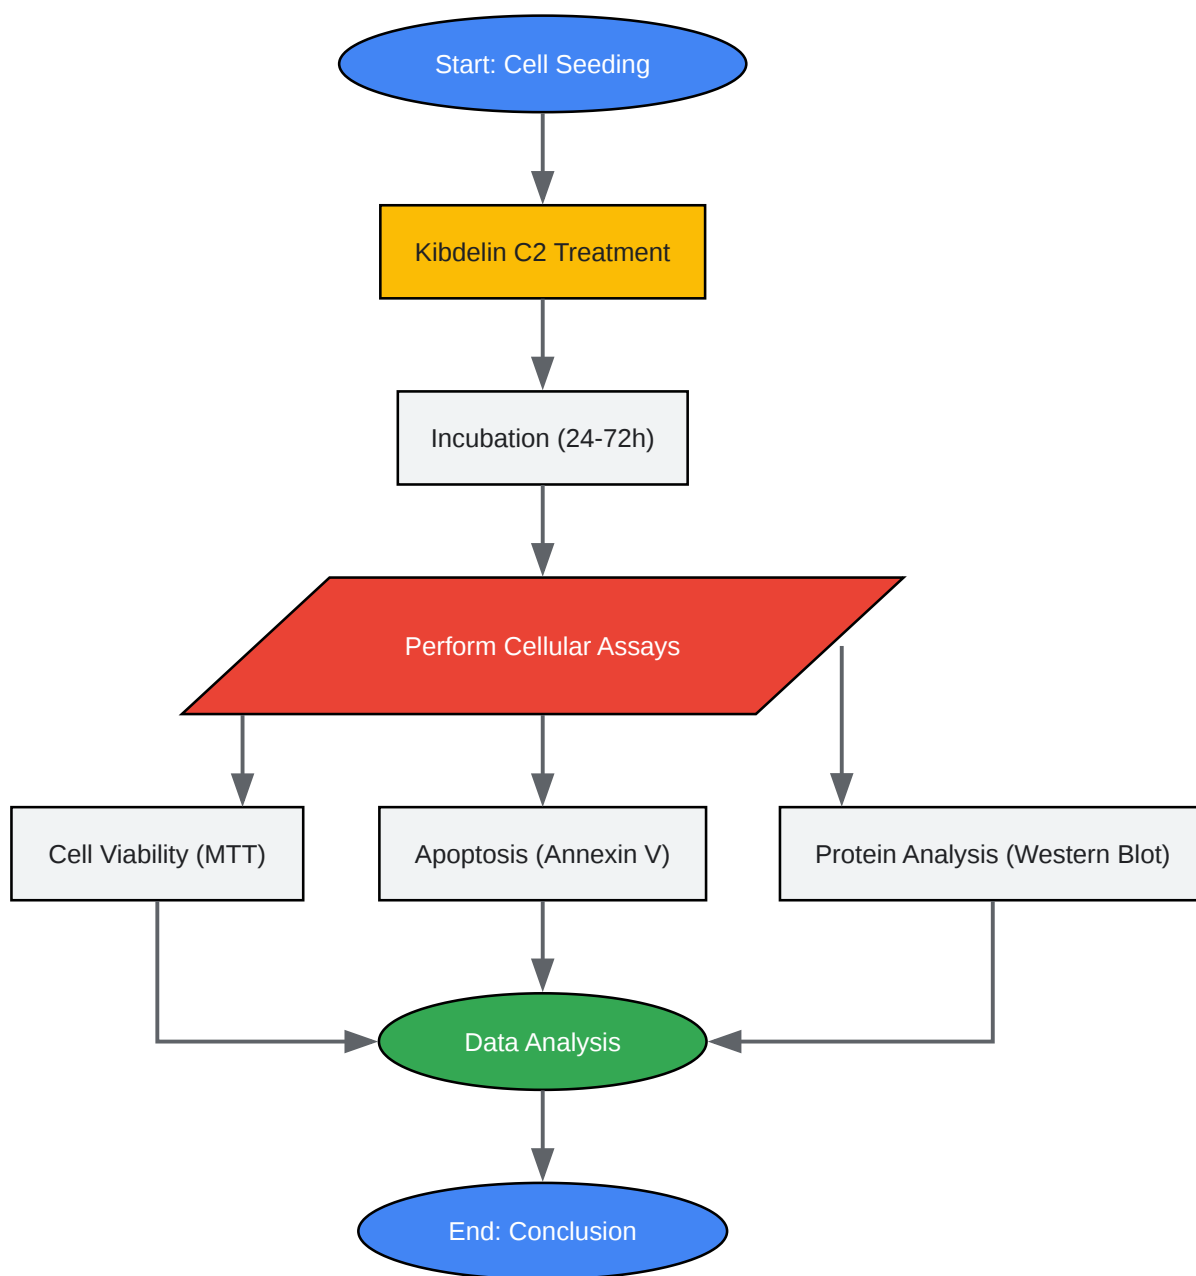 Start: Cell Seeding
Kibdelin C2 Treatment
Incubation (24-72h)
Perform Cellular Assays
Cell Viability (MTT)
Apoptosis (Annexin V)
Protein Analysis (Western Blot)
Data Analysis
End: Conclusion